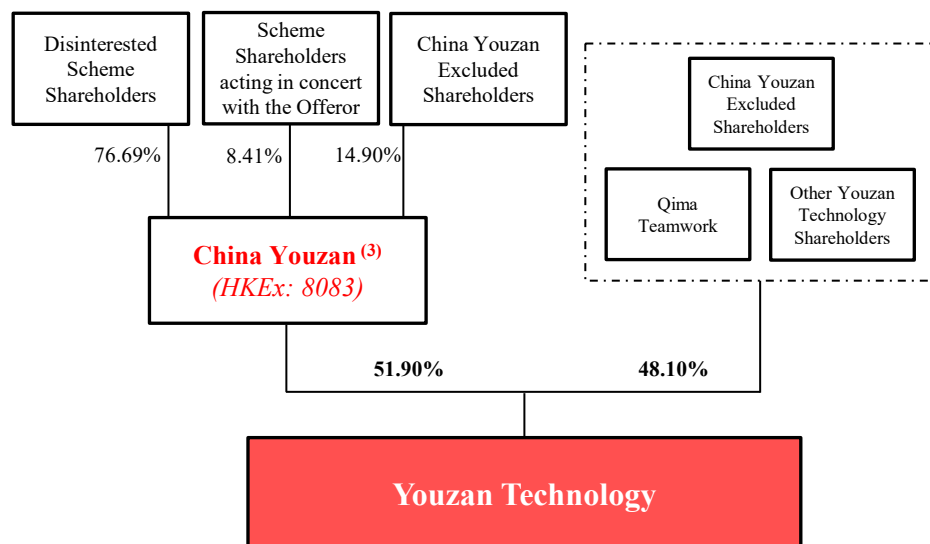 Disinterested
Scheme
Shareholders
Scheme
Shareholders
acting in concert
with the Offeror
China Youzan
Excluded
Shareholders
China Youzan
Excluded
Shareholders
Qima
Teamwork
Other Youzan
Technology
Shareholders
76.69%
8.41%
14.90%
China Youzan (3)
(HKEx: 8083)
51.90%
48.10%
Youzan Technology